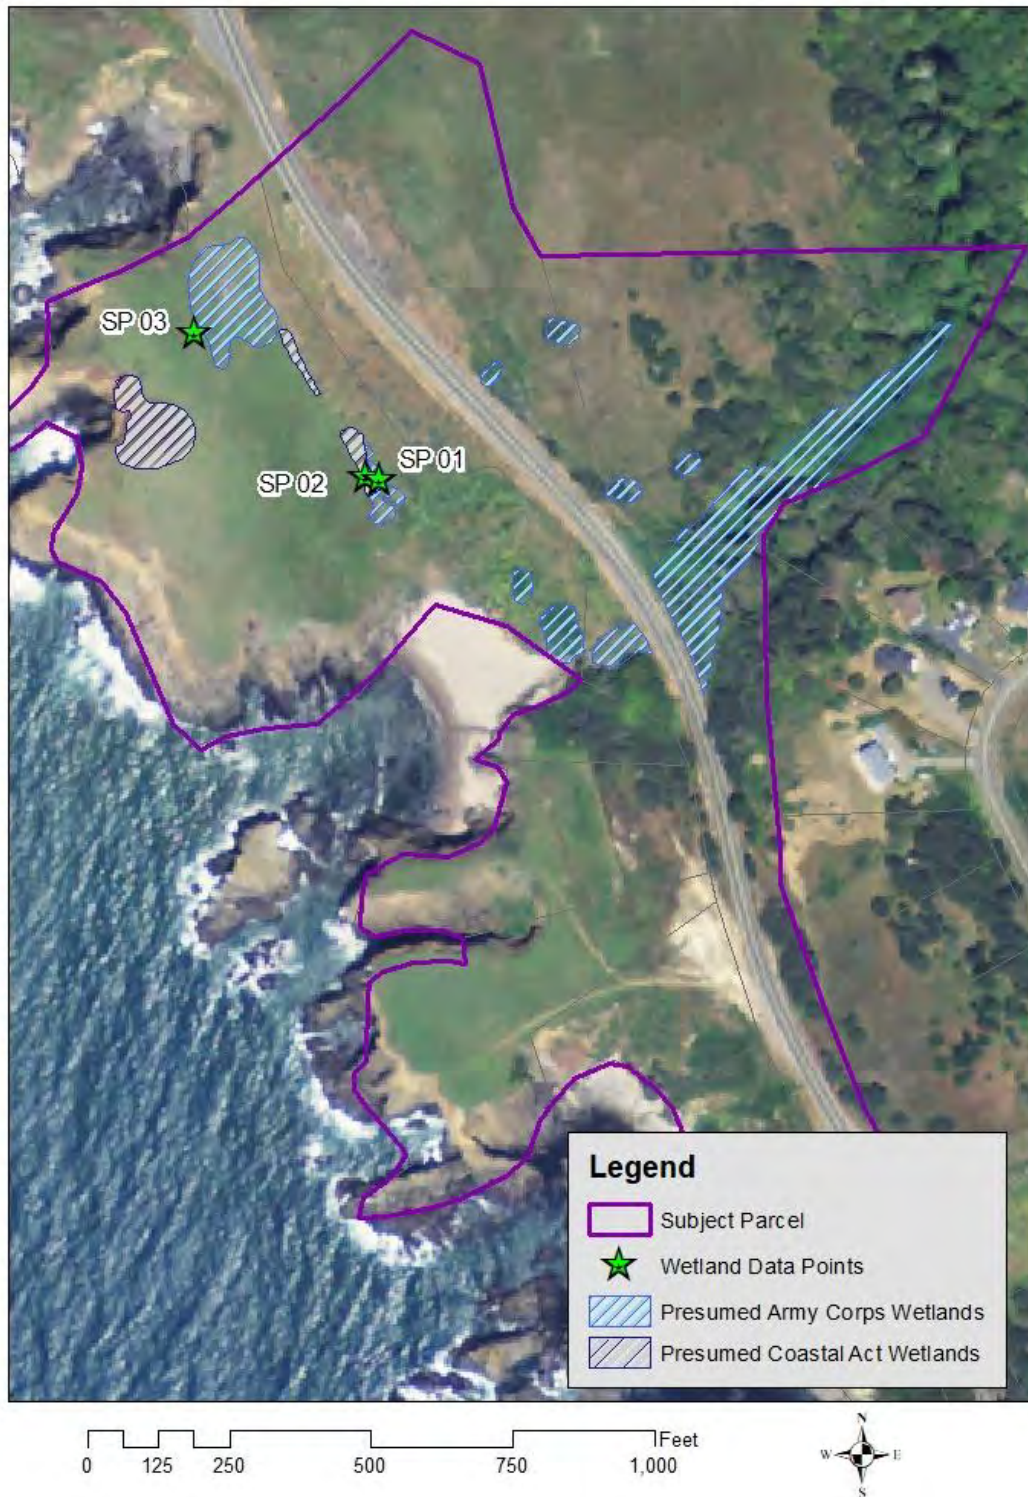 SP 03
SP 01
SP 02
Legend
Subject Parcel
Wetland Data Points
Presumed Army Corps Wetlands
Presumed Coastal Act Wetlands
Feet
0 125 250 500 750 1,000
N
W E
S